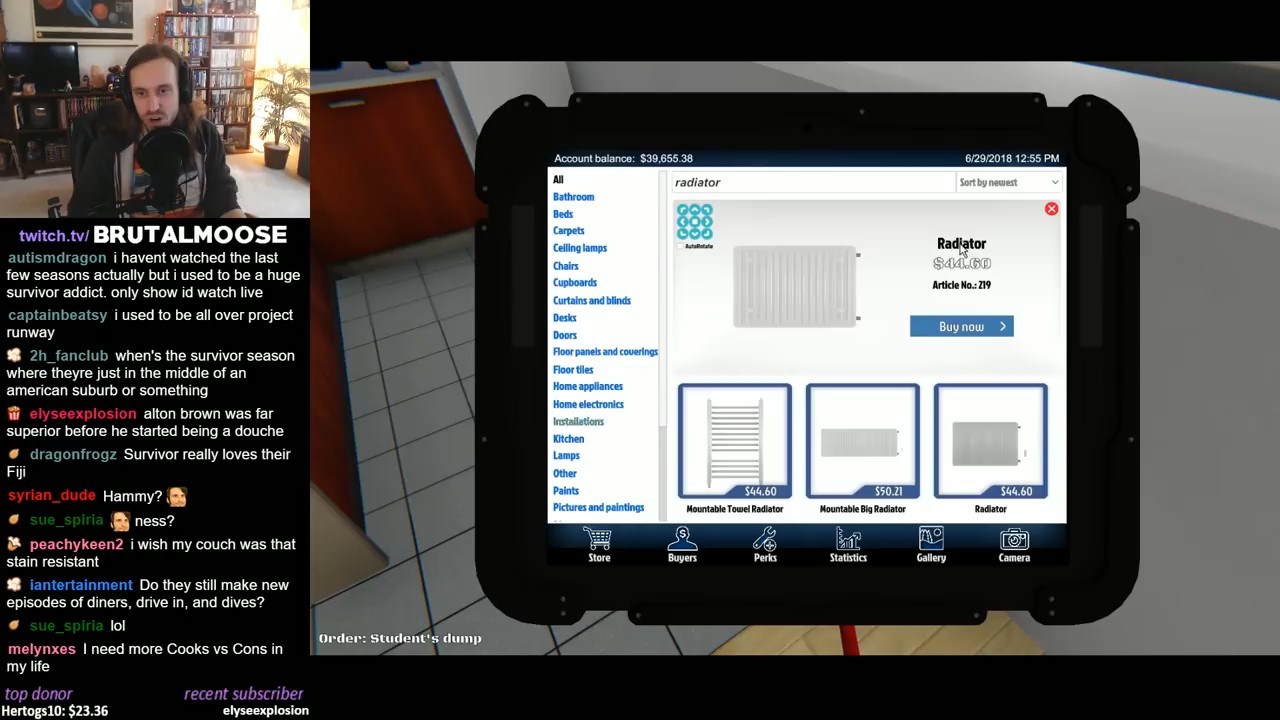 twitch.tv/ BRUTALMOOSE
autismdragon i havent watched the last
few seasons actually but i used to be a huge
survivor addict. only show id watch live
captainbeatsy i used to be all over project
runway
2h_fanclub when's the survivor season
where theyre just in the middle of an
american suburb or something
elyseexplosion alton brown was far
superior before he started being a douche
dragonfrogz Survivor really loves their
Fiji
syrian_dude Hammy?
sue_spiria ness?
peachykeen2 i wish my couch was that
stain resistant
iantertainment Do they still make new
episodes of diners, drive in, and dives?
sue_spiria lol
melynxes I need more Cooks vs Cons in
my life
top donor
Hertogs10: $23.36
recent subscriber
elyseexplosion
Account balance: $39,655.38
6/29/2018 12:55 PM
All
Bathroom
Beds
Carpets
Ceiling lamps
Chairs
Cupboards
Curtains and blinds
Desks
Doors
Floor panels and coverings
Floor tiles
Home appliances
Home electronics
Installations
Kitchen
Lamps
Other
Paints
Pictures and paintings
radiator
Sort by newest
AutoRotate
Radiator
$44.60
Article No.: Z19
Buy now
$44.60
Mountable Towel Radiator
$50.21
Mountable Big Radiator
$44.60
Radiator
Store
Buyers
Perks
Statistics
Gallery
Camera
Order: Student's dump